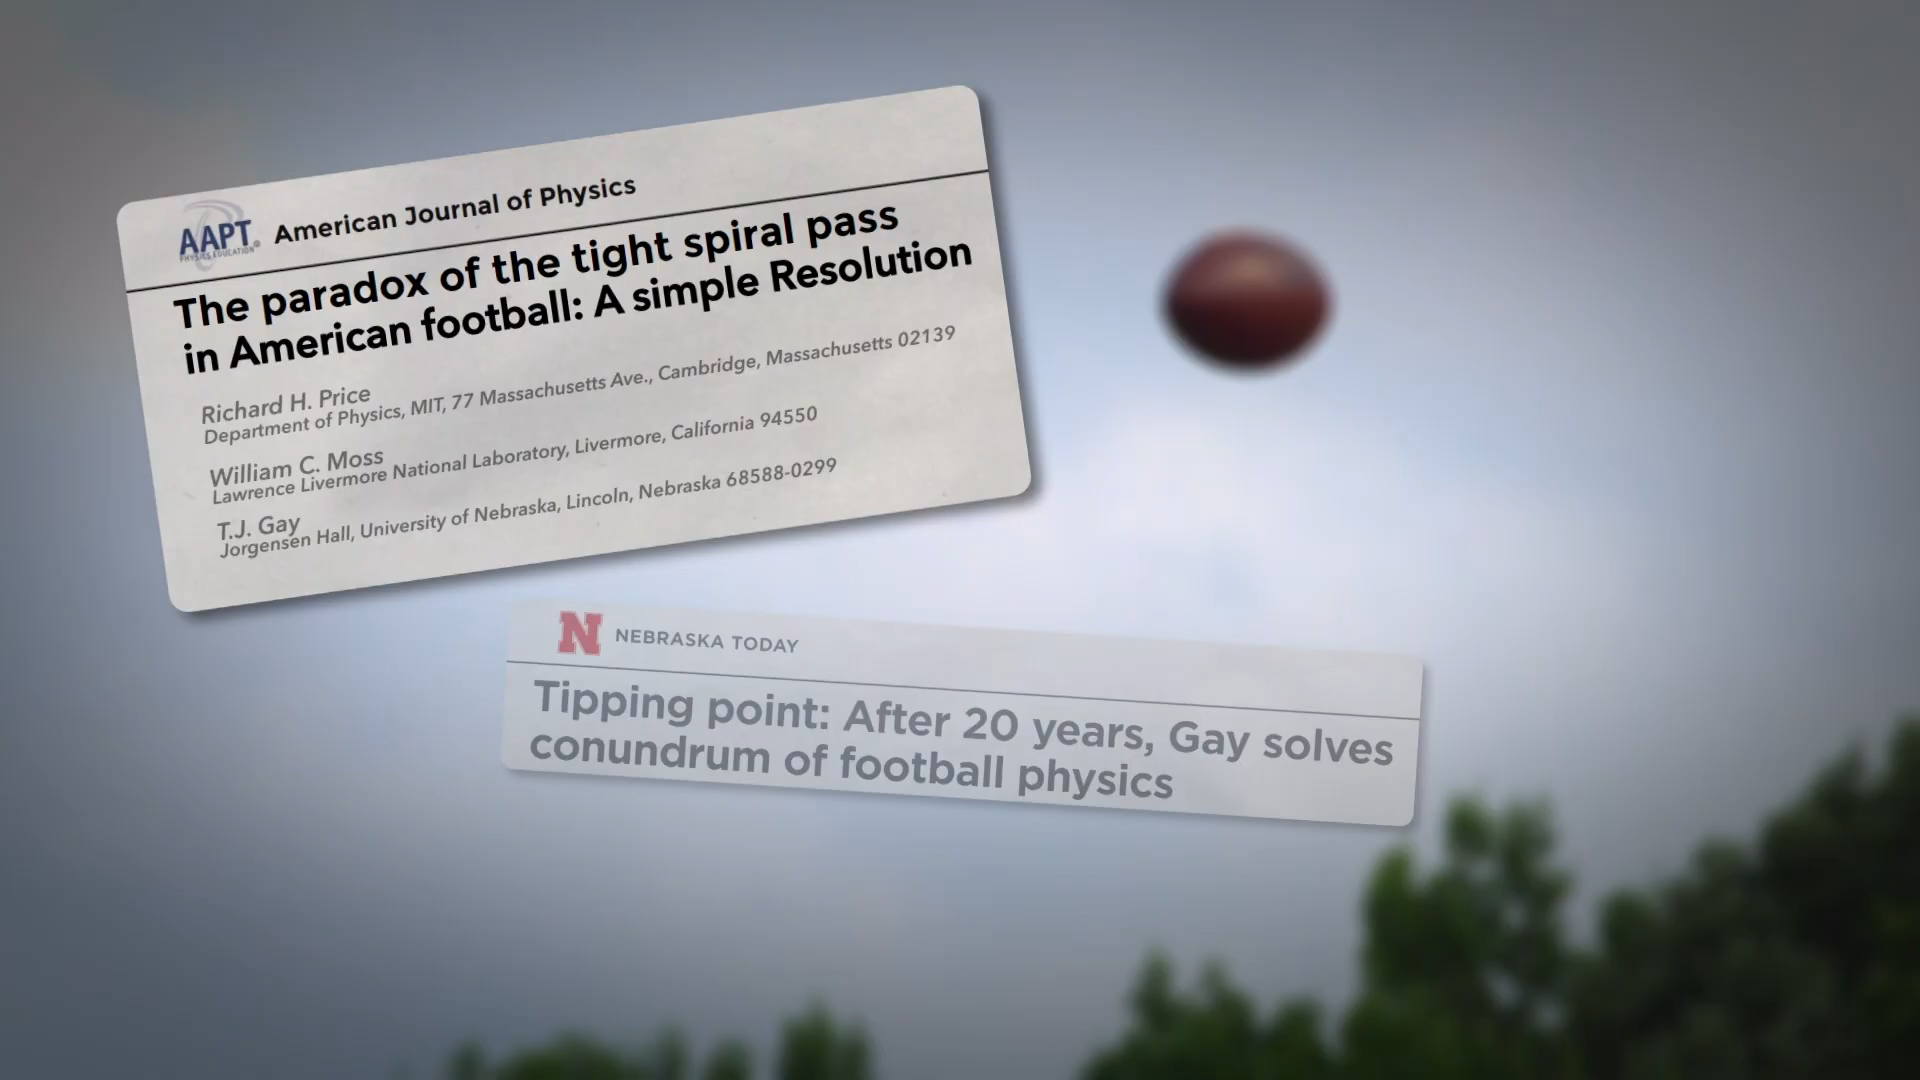 AAPT
PHYSICS EDUCATION®
American Journal of Physics
The paradox of the tight spiral pass
in American football: A simple Resolution
Richard H. Price
Department of Physics, MIT, 77 Massachusetts Ave., Cambridge, Massachusetts 02139
William C. Moss
Lawrence Livermore National Laboratory, Livermore, California 94550
T.J. Gay
Jorgensen Hall, University of Nebraska, Lincoln, Nebraska 68588-0299
N NEBRASKA TODAY
Tipping point: After 20 years, Gay solves
conundrum of football physics